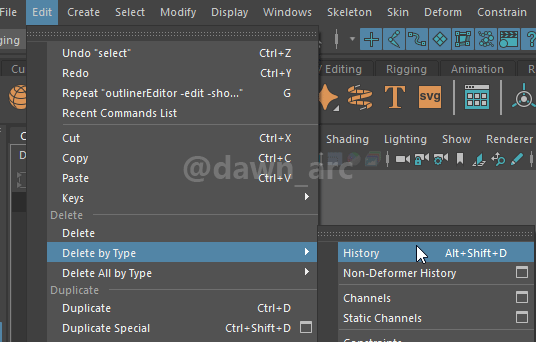 File Edit Create Select Modify Display Windows Skeleton Skin Deform Constrain
Editing Rigging Animation
SVG
Shading Lighting Show Renderer
Undo "select" Ctrl+Z
Redo Ctrl+Y
Repeat "outlinerEditor -edit -sho..." G
Recent Commands List
Cut Ctrl+X
Copy Ctrl+C
Paste Ctrl+V
Keys
Delete
Delete
Delete by Type
Delete All by Type
Duplicate
Duplicate Ctrl+D
Duplicate Special Ctrl+Shift+D
History Alt+Shift+D
Non-Deformer History
Channels
Static Channels
@dawn_arc